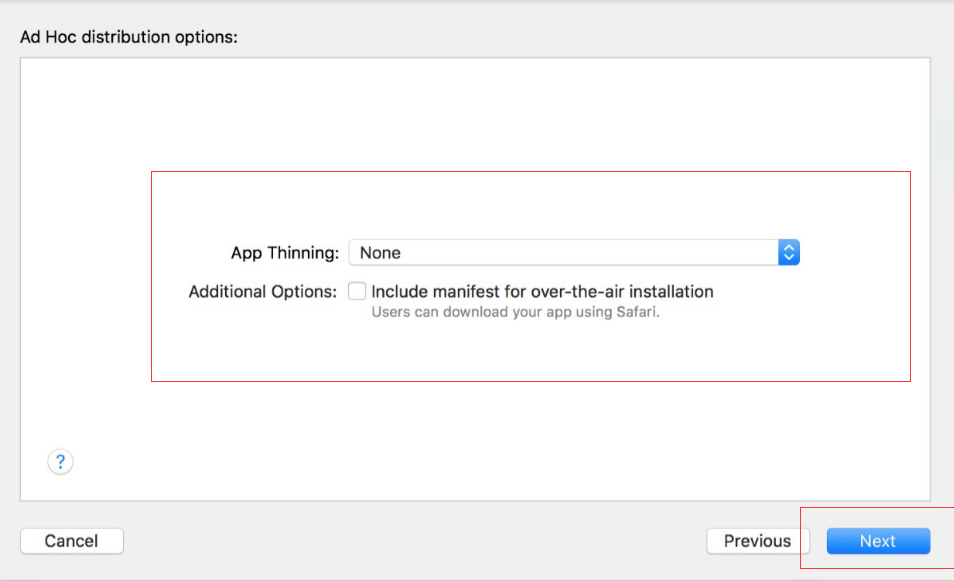 Ad Hoc distribution options:
App Thinning: None
Additional Options: Include manifest for over-the-air installation
Users can download your app using Safari.
?
Cancel Previous Next